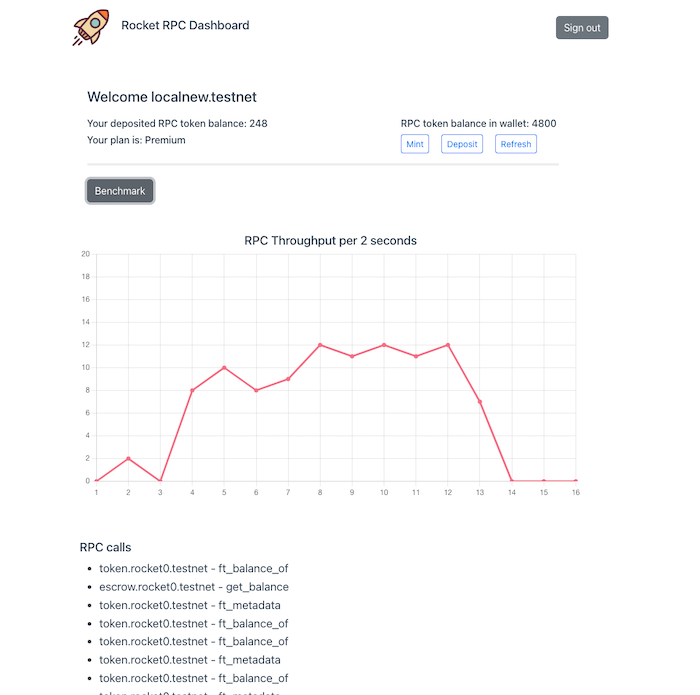 Rocket RPC Dashboard
Sign out
Welcome localnew.testnet
Your deposited RPC token balance: 248
RPC token balance in wallet: 4800
Your plan is: Premium
Mint
Deposit
Refresh
Benchmark
RPC Throughput per 2 seconds
20
18
16
14
12
10
8
6
4
2
0
1 2 3 4 5 6 7 8 9 10 11 12 13 14 15 16
RPC calls
• token.rocket0.testnet - ft_balance_of
• escrow.rocket0.testnet - get_balance
• token.rocket0.testnet - ft_metadata
• token.rocket0.testnet - ft_balance_of
• token.rocket0.testnet - ft_balance_of
• token.rocket0.testnet - ft_metadata
• token.rocket0.testnet - ft_balance_of